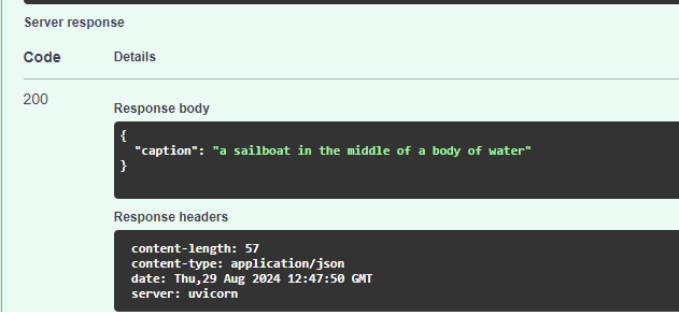 Server response
Code Details
200
Response body
{
"caption": "a sailboat in the middle of a body of water"
}
Response headers
content-length: 57
content-type: application/json
date: Thu,29 Aug 2024 12:47:50 GMT
server: uvicorn